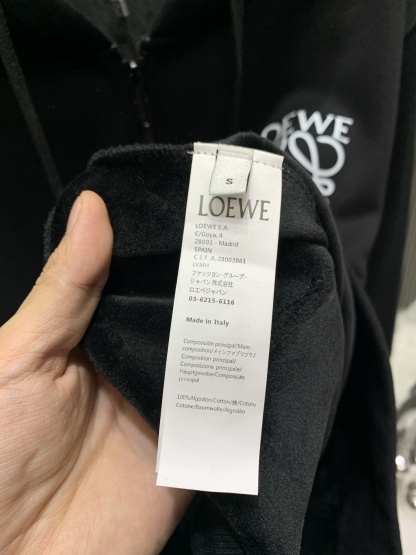 LOEWE
S
LOEWE
LOEWE S.A.
C/Goya, 4
28001 - Madrid
SPAIN
C.I.F. A-28003861
LVMH
ファッション・グループ・
ジャパン株式会社
ロエベジャパン
03-6215-6116
Made in Italy
Composición principal/Main
composition/メインファブリック/
Composition principal/
Composizione principale/
Hauptgewebe/Composição
principal
100%Algodón/Cotton/綿/Coton/
Cotone/Baumwolle/Algodão